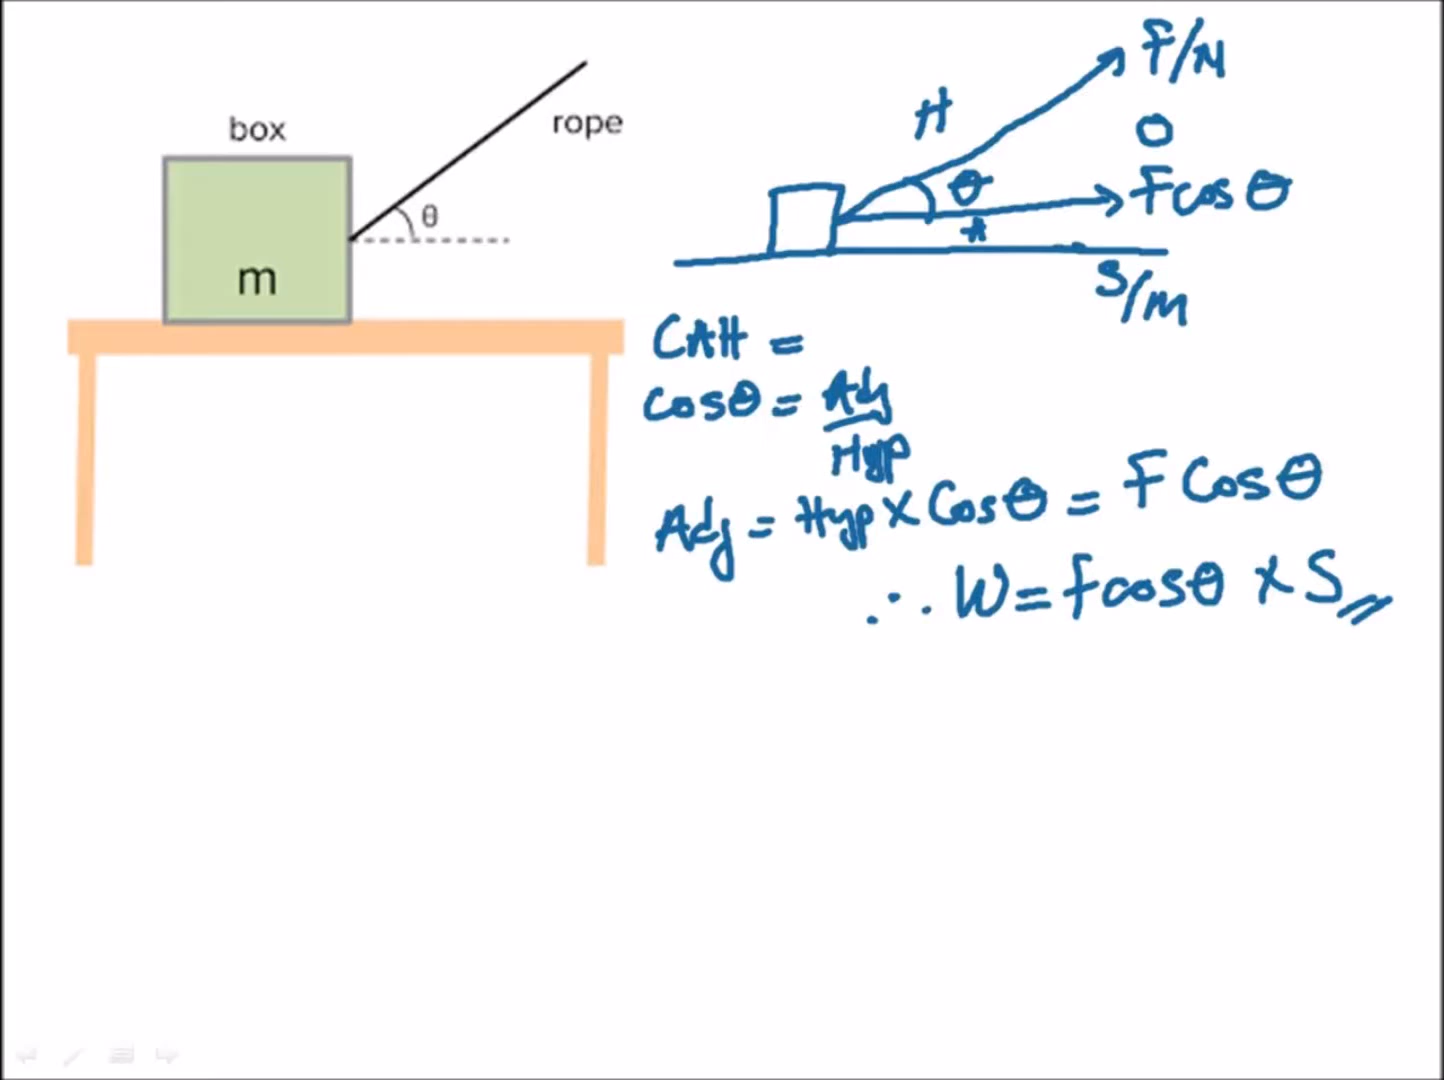 box
rope
θ
m
F/N
H
O
θ
Fcosθ
A
S/m
CAH =
cosθ = Adj
Hyp
Adj = Hyp x Cosθ = F Cosθ
∴ W = Fcosθ x S